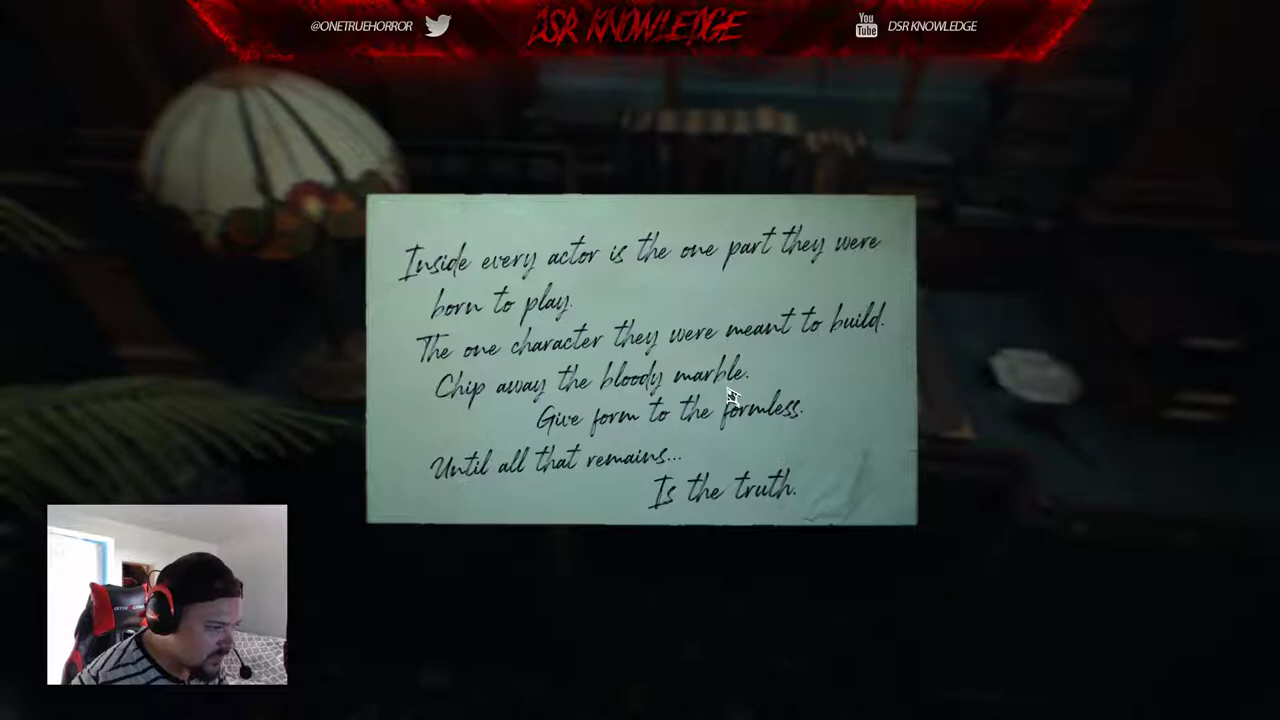 @ONETRUEHORROR
DSR KNOWLEDGE
You Tube
DSR KNOWLEDGE
Inside every actor is the one part they were
born to play.
The one character they were meant to build.
Chip away the bloody marble.
Give form to the formless.
Until all that remains...
Is the truth.